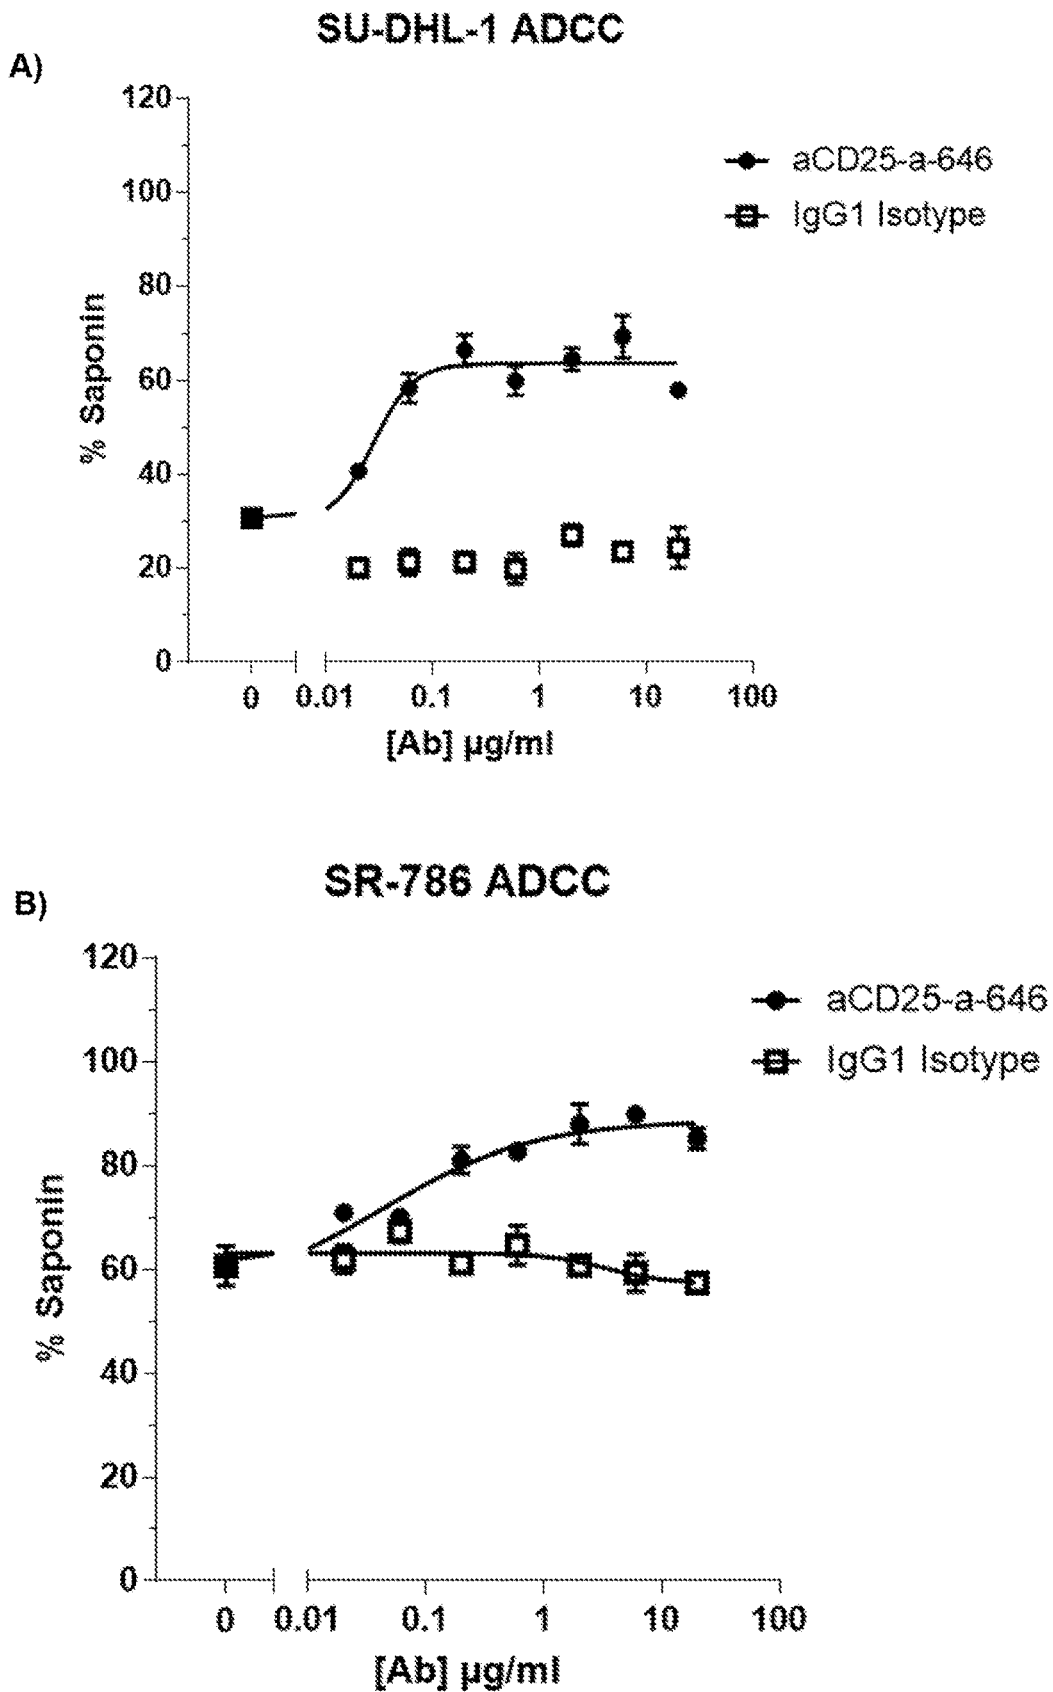 SU-DHL-1 ADCC
A)
120
100
80
60
40
20
0
% Saponin
aCD25-a-646
IgG1 Isotype
0 0.01 0.1 1 10 100
[Ab] µg/ml
SR-786 ADCC
B)
120
100
80
60
40
20
0
% Saponin
aCD25-a-646
IgG1 Isotype
0 0.01 0.1 1 10 100
[Ab] µg/ml